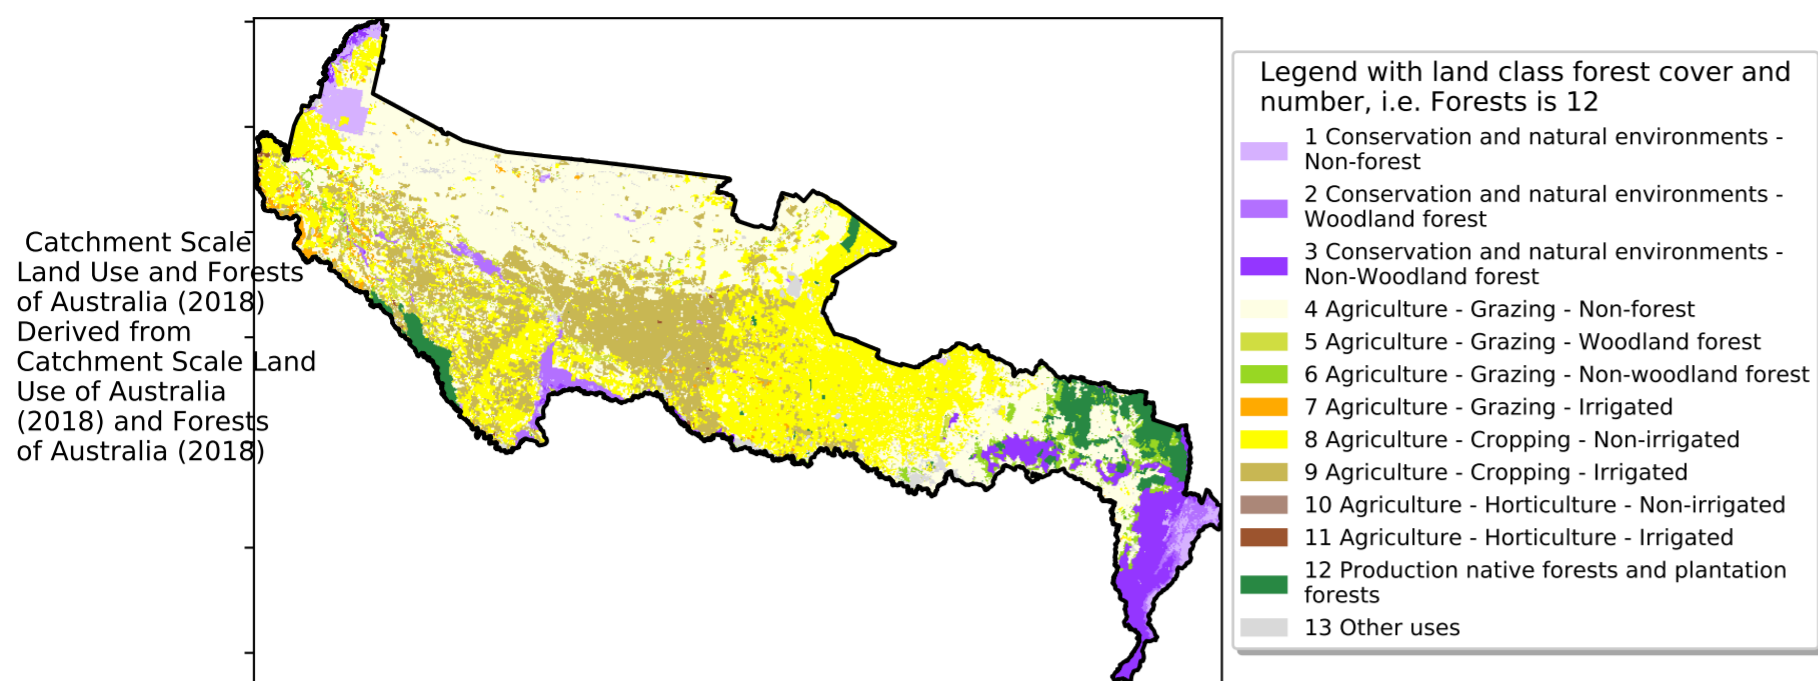 Catchment Scale
Land Use and Forests
of Australia (2018)
Derived from
Catchment Scale Land
Use of Australia
(2018) and Forests
of Australia (2018)
Legend with land class forest cover and
number, i.e. Forests is 12
1 Conservation and natural environments -
Non-forest
2 Conservation and natural environments -
Woodland forest
3 Conservation and natural environments -
Non-Woodland forest
4 Agriculture - Grazing - Non-forest
5 Agriculture - Grazing - Woodland forest
6 Agriculture - Grazing - Non-woodland forest
7 Agriculture - Grazing - Irrigated
8 Agriculture - Cropping - Non-irrigated
9 Agriculture - Cropping - Irrigated
10 Agriculture - Horticulture - Non-irrigated
11 Agriculture - Horticulture - Irrigated
12 Production native forests and plantation
forests
13 Other uses